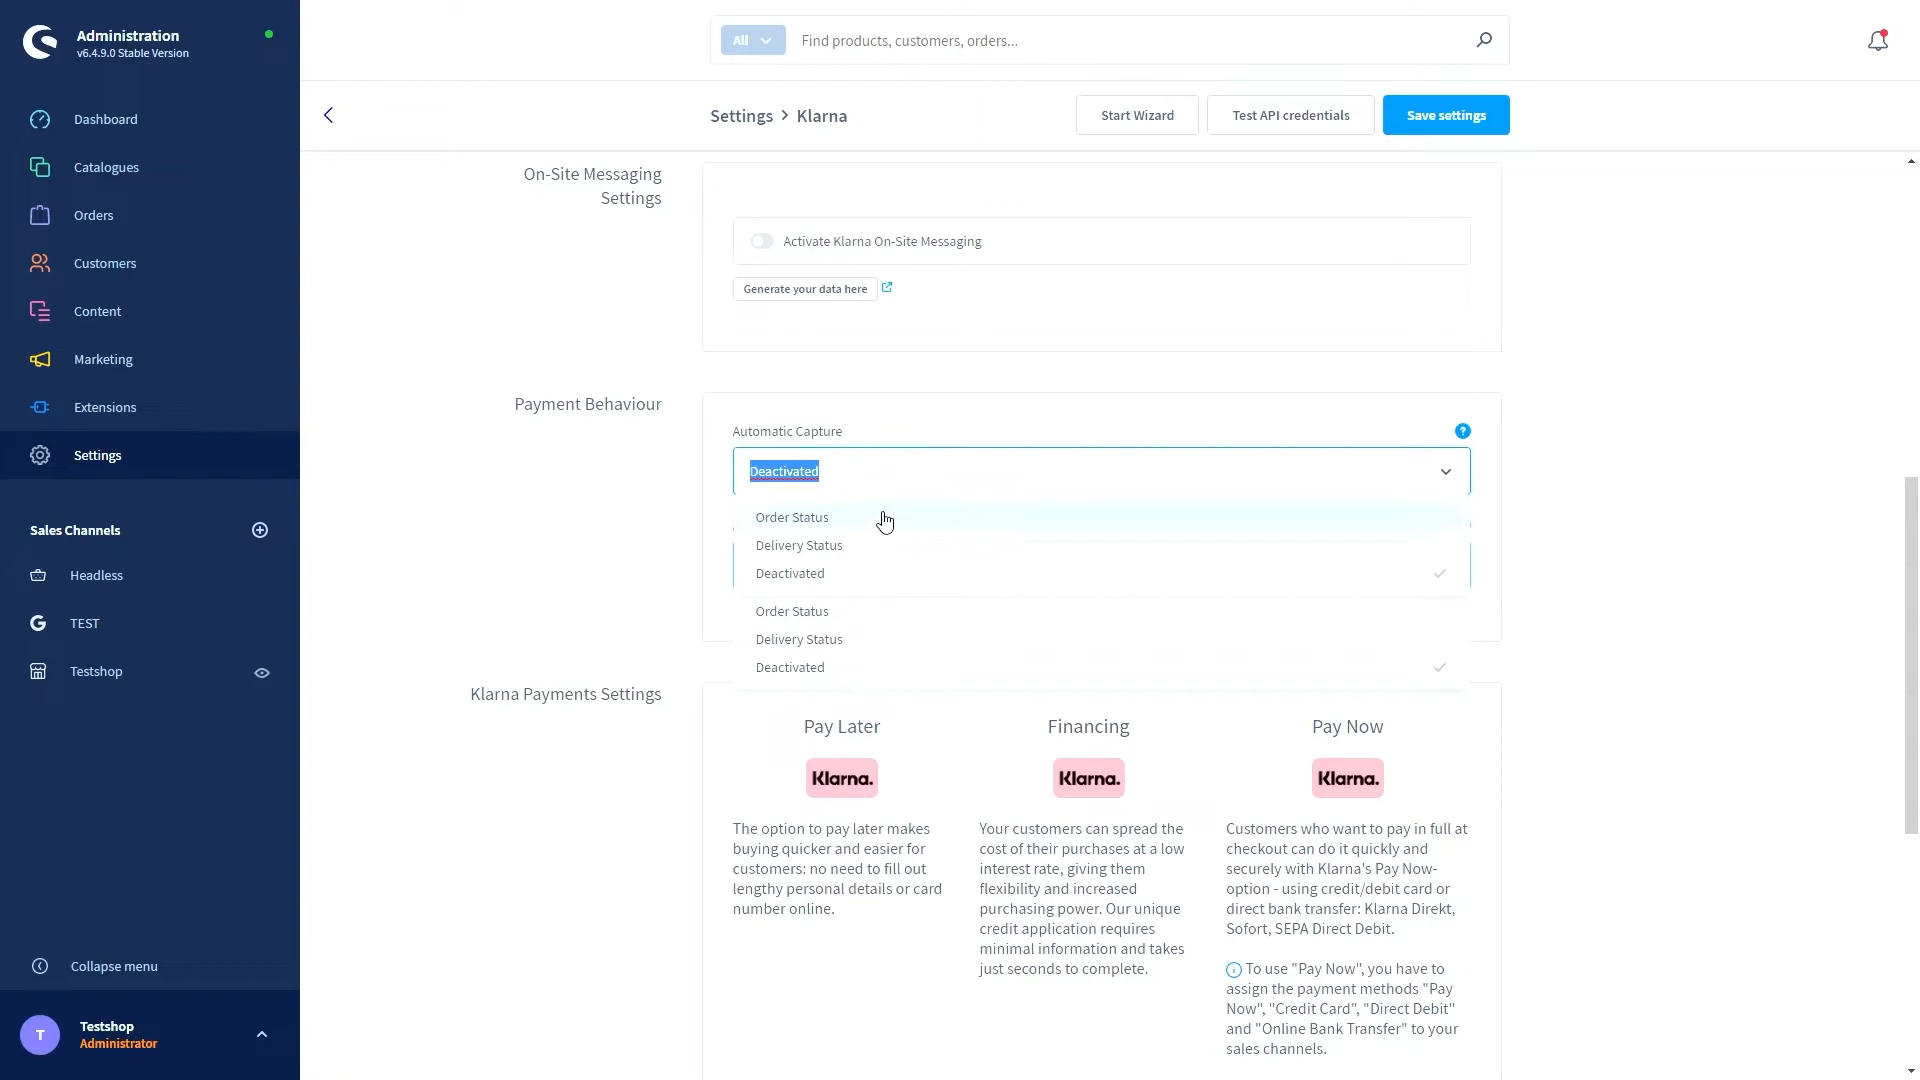 Administration
v6.4.9.0 Stable Version
Dashboard
Catalogues
Orders
Customers
Content
Marketing
Extensions
Settings
Sales Channels
Headless
TEST
Testshop
Collapse menu
T
Testshop
Administrator
All
Find products, customers, orders...
Settings > Klarna
Start Wizard
Test API credentials
Save settings
On-Site Messaging
Settings
Activate Klarna On-Site Messaging
Generate your data here
Payment Behaviour
Automatic Capture
?
Deactivated
Order Status
Delivery Status
Deactivated
Order Status
Delivery Status
Deactivated
Klarna Payments Settings
Pay Later
Klarna.
The option to pay later makes
buying quicker and easier for
customers: no need to fill out
lengthy personal details or card
number online.
Financing
Klarna.
Your customers can spread the
cost of their purchases at a low
interest rate, giving them
flexibility and increased
purchasing power. Our unique
credit application requires
minimal information and takes
just seconds to complete.
Pay Now
Klarna.
Customers who want to pay in full at
checkout can do it quickly and
securely with Klarna's Pay Now-
option - using credit/debit card or
direct bank transfer: Klarna Direkt,
Sofort, SEPA Direct Debit.
To use "Pay Now", you have to
assign the payment methods "Pay
Now", "Credit Card", "Direct Debit"
and "Online Bank Transfer" to your
sales channels.